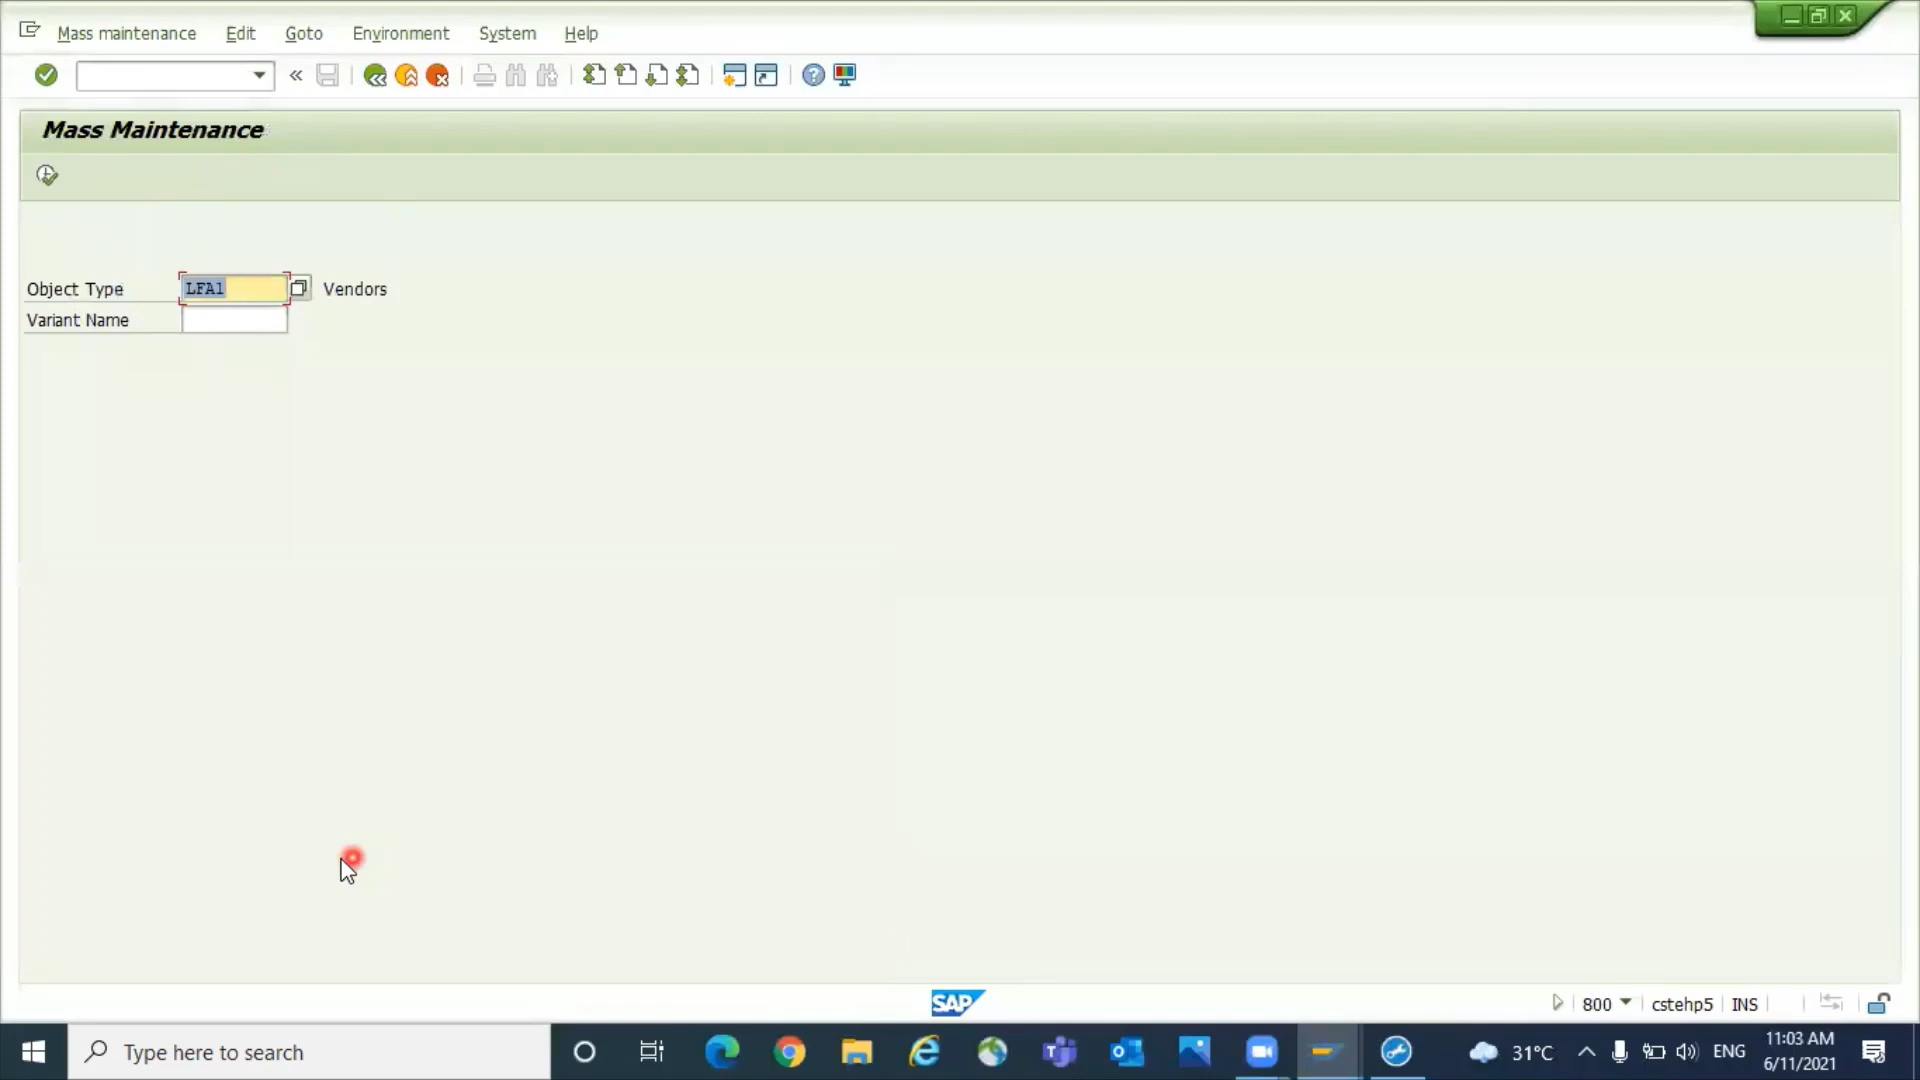 Mass maintenance Edit Goto Environment System Help
Mass Maintenance
Object Type LFA1 Vendors
Variant Name
SAP
800 cstehp5 INS
Type here to search
31°C ENG 11:03 AM
6/11/2021